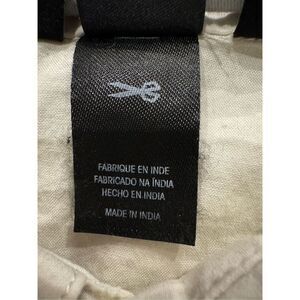 FABRIQUE EN INDE
FABRICADO NA ÍNDIA
HECHO EN INDIA
MADE IN INDIA